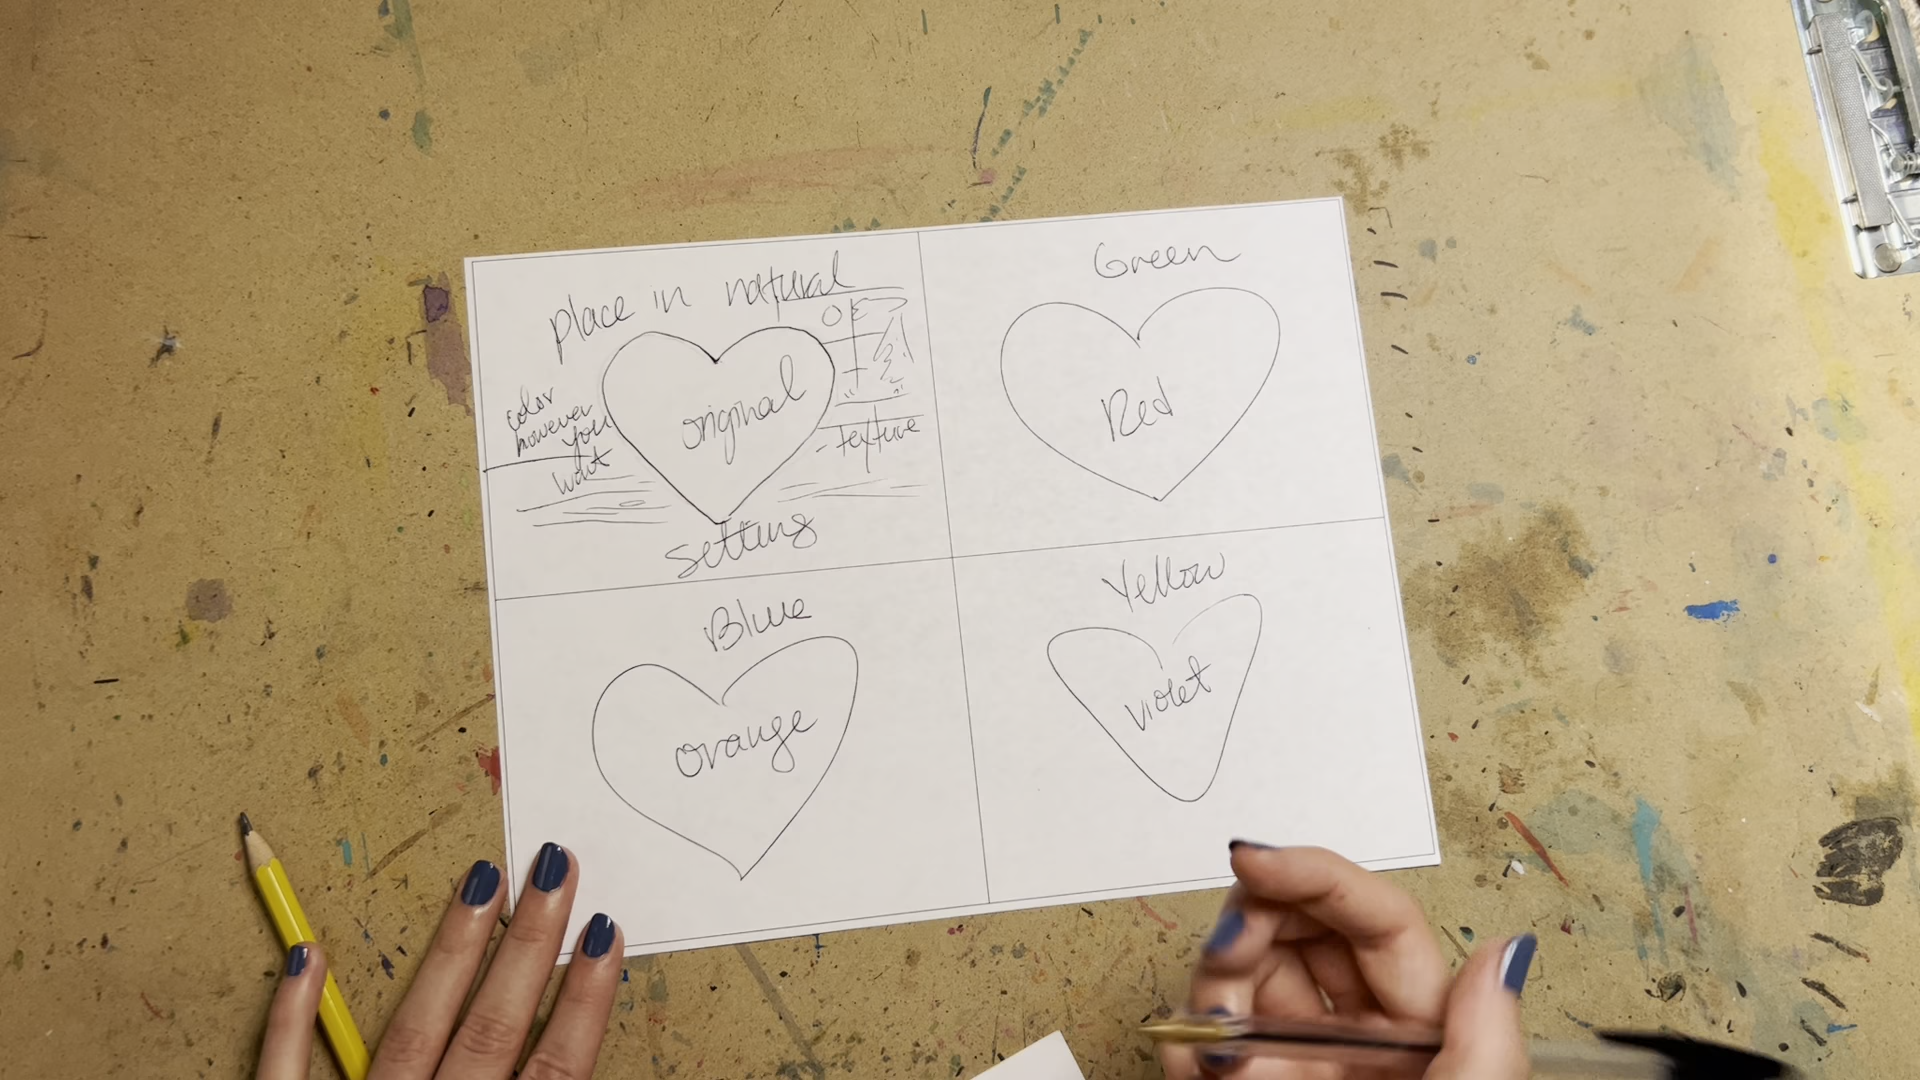 place in natural
color
however
you
want
original
- texture
setting
Green
Red
Blue
orange
Yellow
violet